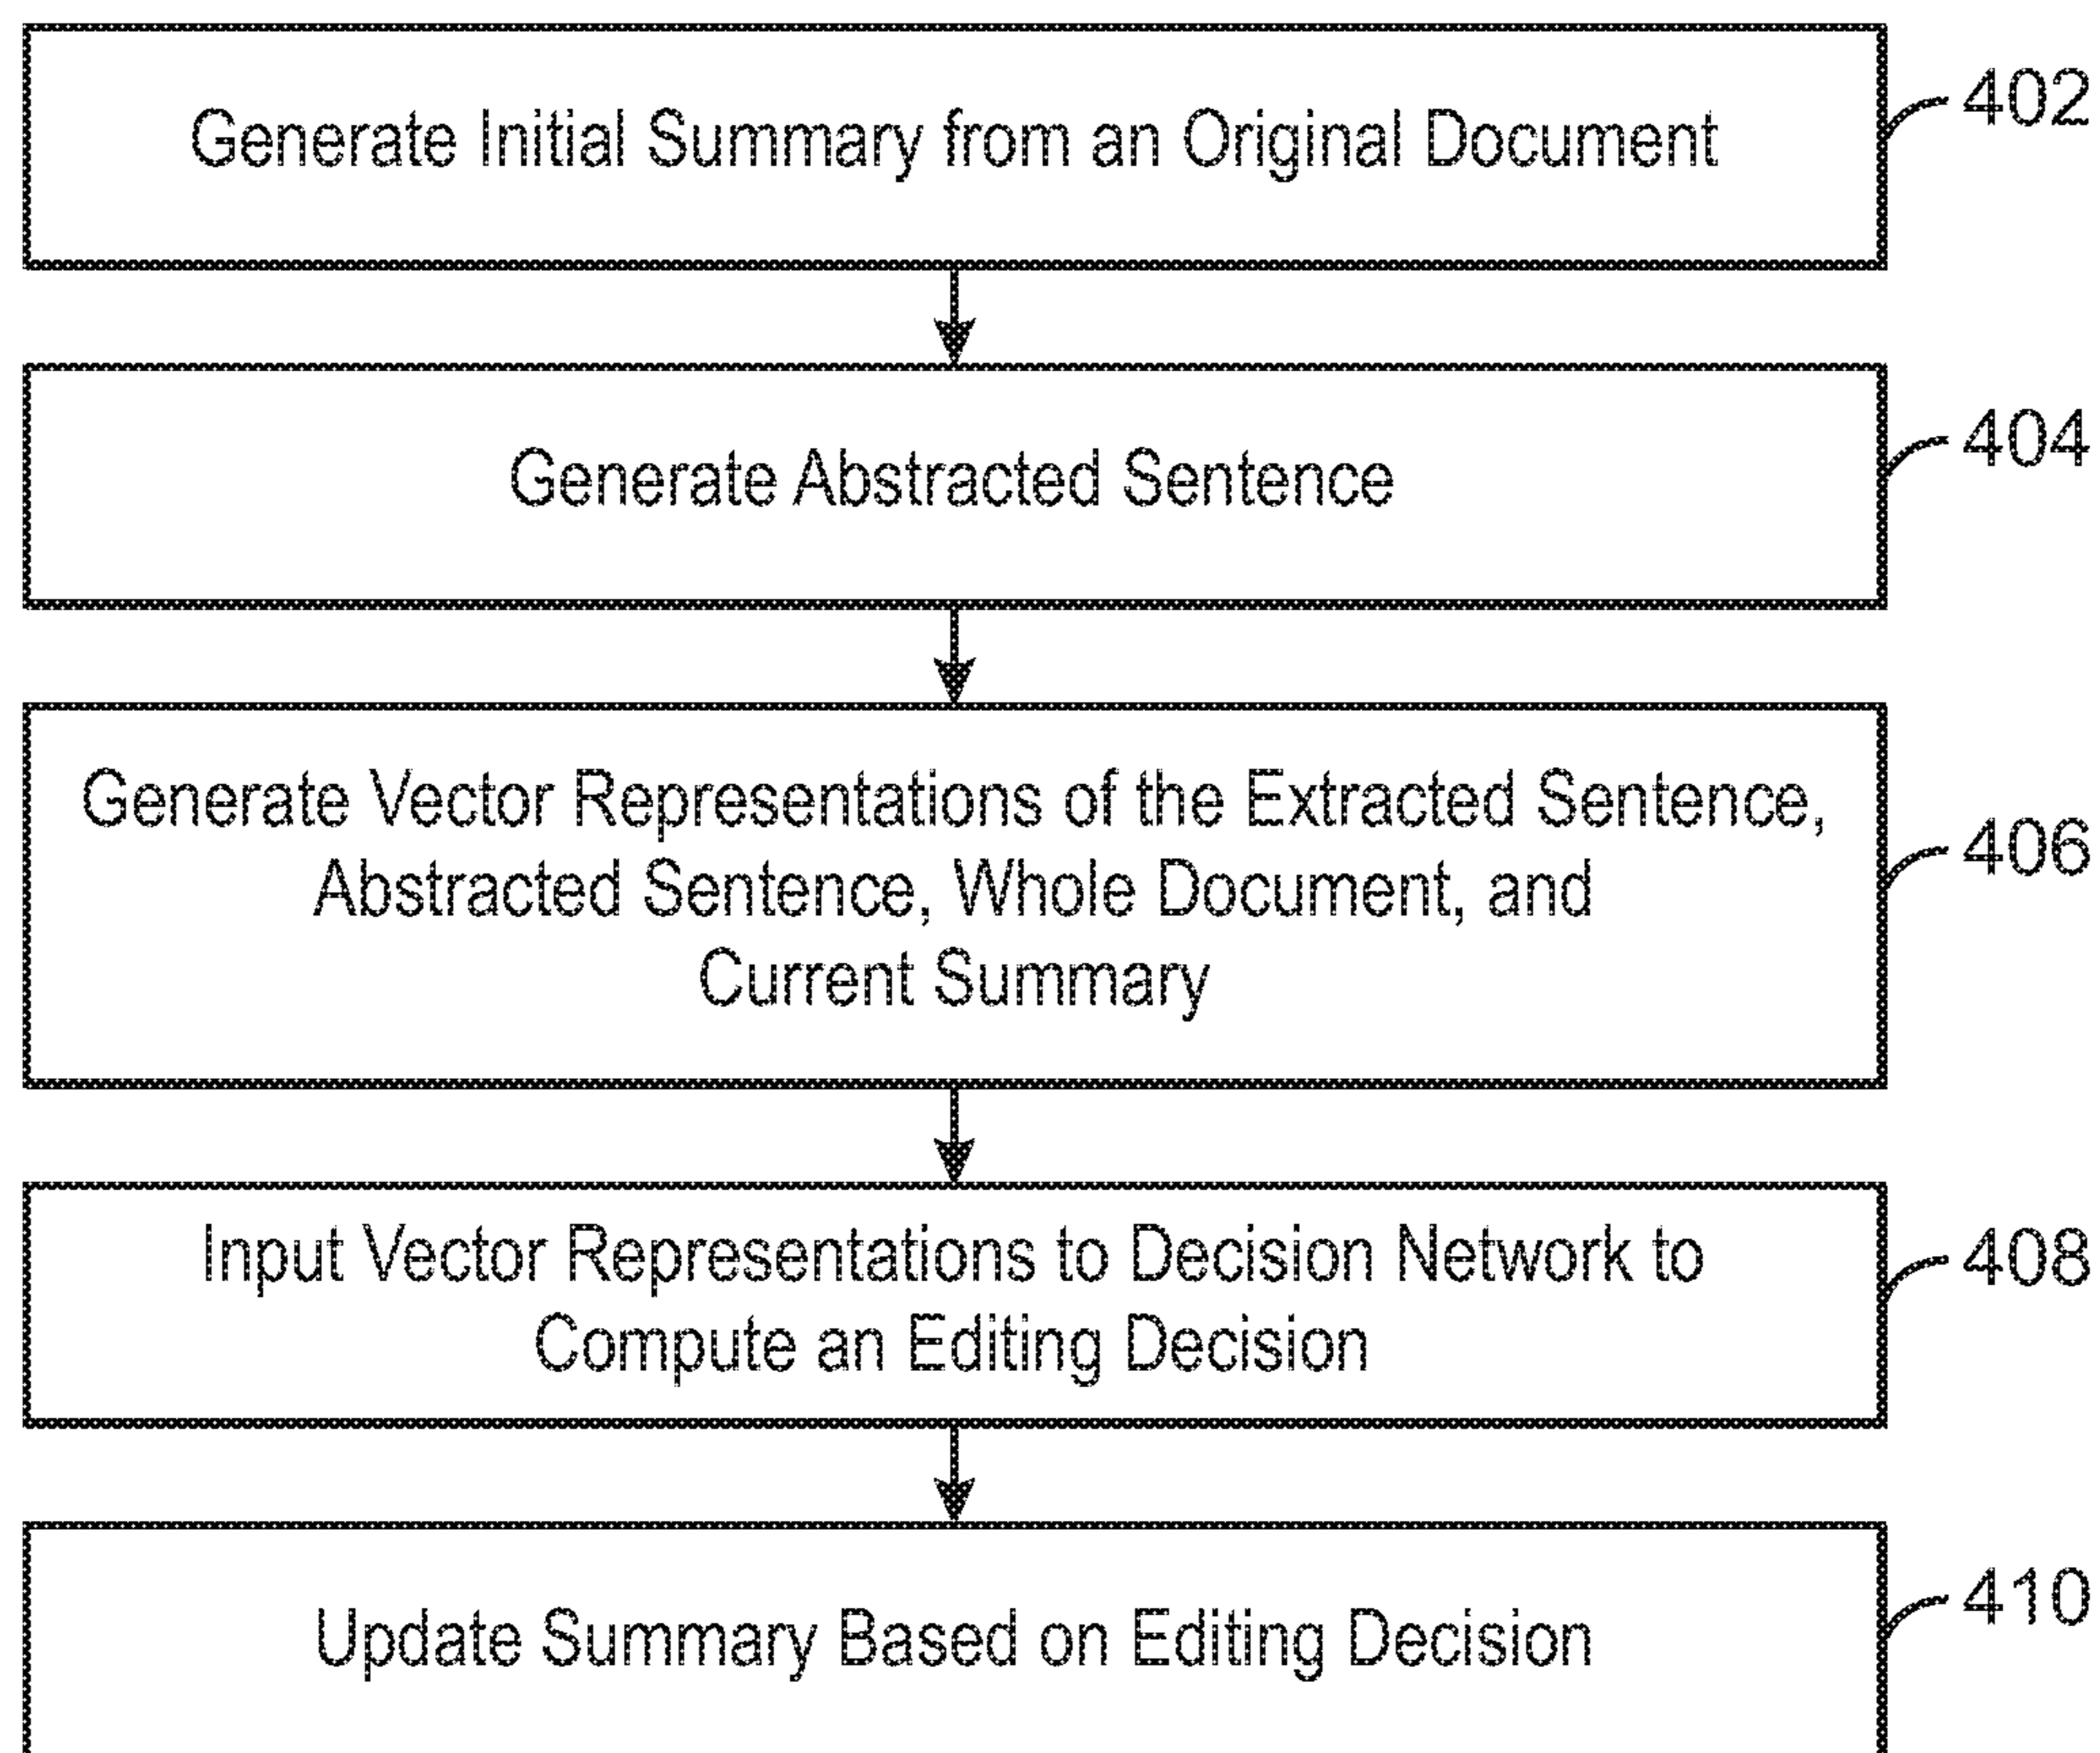 Generate Initial Summary from an Original Document
402
Generate Abstracted Sentence
404
Generate Vector Representations of the Extracted Sentence,
Abstracted Sentence, Whole Document, and
Current Summary
406
Input Vector Representations to Decision Network to
Compute an Editing Decision
408
Update Summary Based on Editing Decision
410